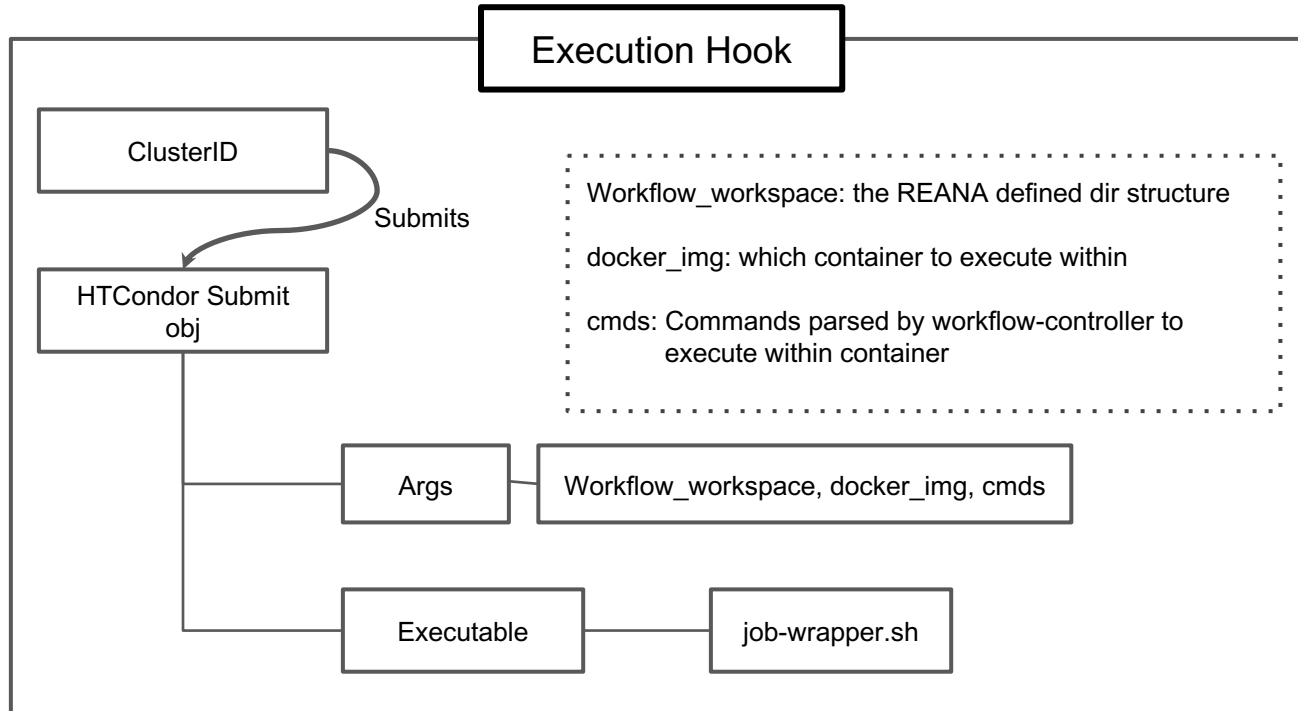 Execution Hook
ClusterID
Submits
HTCondor Submit
obj
Workflow_workspace: the REANA defined dir structure
docker_img: which container to execute within
cmds: Commands parsed by workflow-controller to
execute within container
Args
Workflow_workspace, docker_img, cmds
Executable
job-wrapper.sh